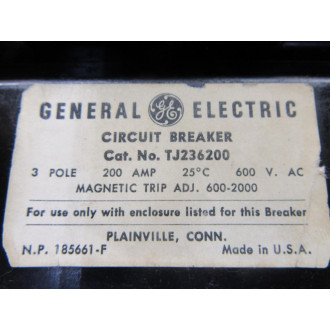 GENERAL GE ELECTRIC
CIRCUIT BREAKER
Cat. No. TJ236200
3 POLE 200 AMP 25°C 600 V. AC
MAGNETIC TRIP ADJ. 600-2000
For use only with enclosure listed for this Breaker
PLAINVILLE, CONN.
N.P. 185661-F Made in U.S.A.